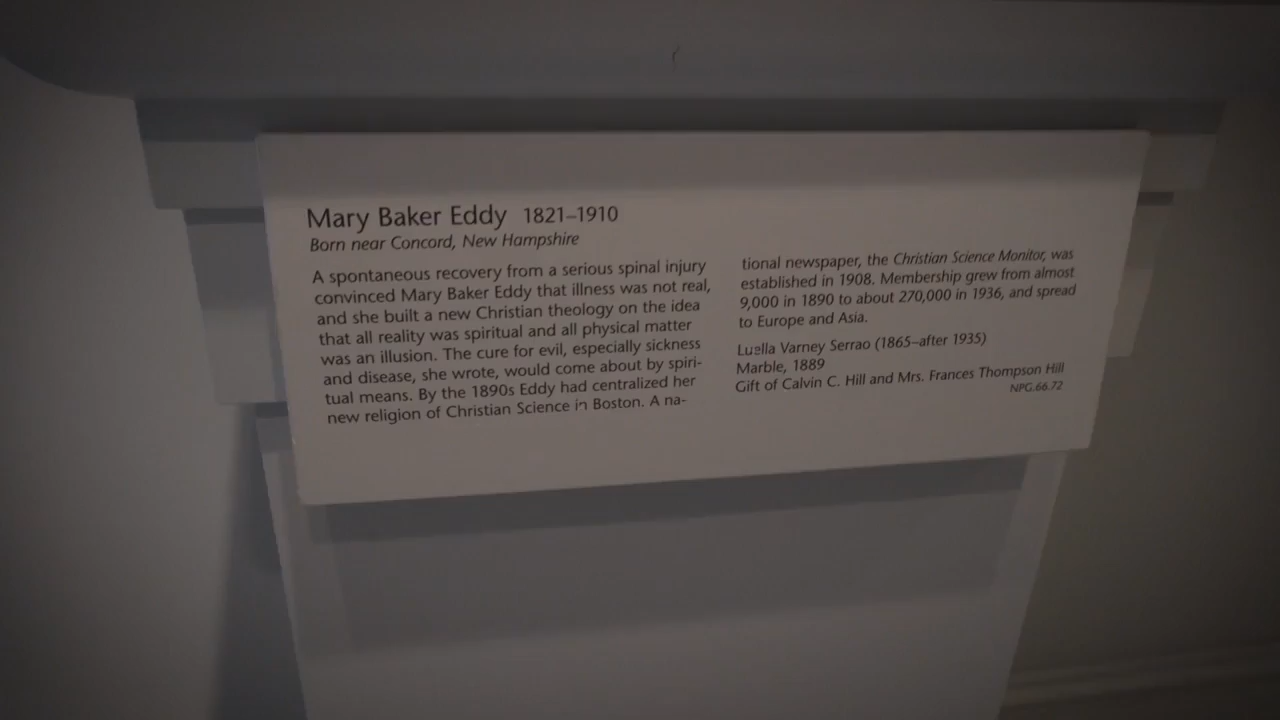 Mary Baker Eddy 1821–1910
Born near Concord, New Hampshire
A spontaneous recovery from a serious spinal injury
convinced Mary Baker Eddy that illness was not real,
and she built a new Christian theology on the idea
that all reality was spiritual and all physical matter
was an illusion. The cure for evil, especially sickness
and disease, she wrote, would come about by spiri-
tual means. By the 1890s Eddy had centralized her
new religion of Christian Science in Boston. A na-
tional newspaper, the Christian Science Monitor, was
established in 1908. Membership grew from almost
9,000 in 1890 to about 270,000 in 1936, and spread
to Europe and Asia.
Luella Varney Serrao (1865–after 1935)
Marble, 1889
Gift of Calvin C. Hill and Mrs. Frances Thompson Hill
NPG.66.72